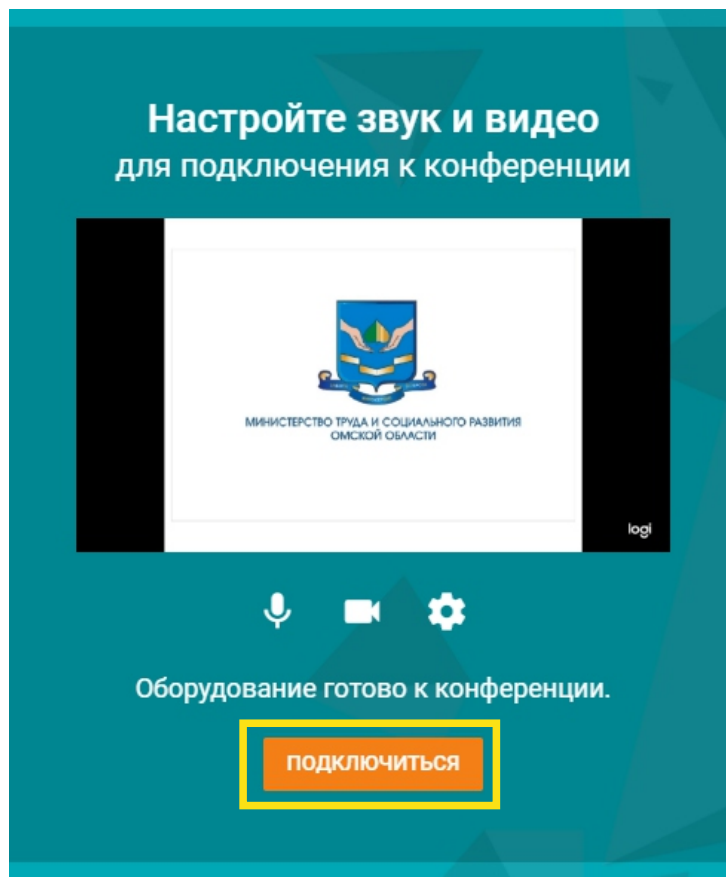 Настройте звук и видео
для подключения к конференции
МИНИСТЕРСТВО ТРУДА И СОЦИАЛЬНОГО РАЗВИТИЯ
ОМСКОЙ ОБЛАСТИ
logi
Оборудование готово к конференции.
ПОДКЛЮЧИТЬСЯ